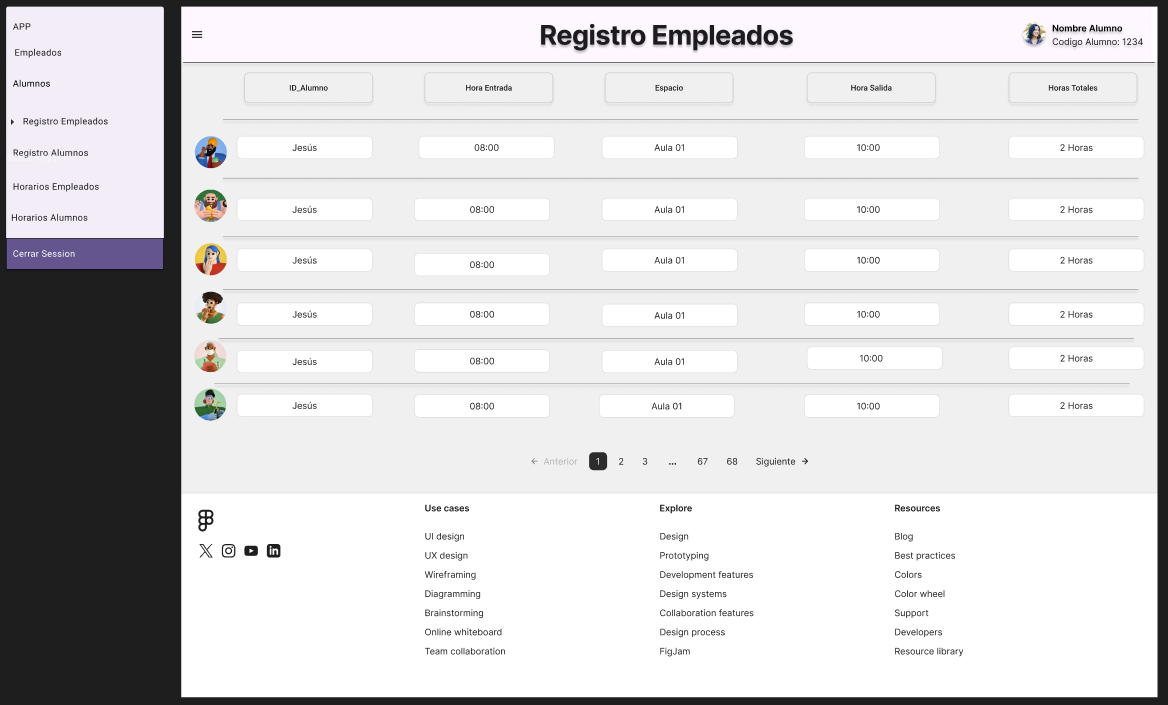 APP
Empleados
Alumnos
Registro Empleados
Registro Alumnos
Horarios Empleados
Horarios Alumnos
Cerrar Session
Registro Empleados
Nombre Alumno
Codigo Alumno: 1234
ID_Alumno Hora Entrada Espacio Hora Salida Horas Totales
Jesús 08:00 Aula 01 10:00 2 Horas
Jesús 08:00 Aula 01 10:00 2 Horas
Jesús 08:00 Aula 01 10:00 2 Horas
Jesús 08:00 Aula 01 10:00 2 Horas
Jesús 08:00 Aula 01 10:00 2 Horas
Jesús 08:00 Aula 01 10:00 2 Horas
← Anterior 1 2 3 ... 67 68 Siguiente →
Use cases
UI design
UX design
Wireframing
Diagramming
Brainstorming
Online whiteboard
Team collaboration
Explore
Design
Prototyping
Development features
Design systems
Collaboration features
Design process
FigJam
Resources
Blog
Best practices
Colors
Color wheel
Support
Developers
Resource library